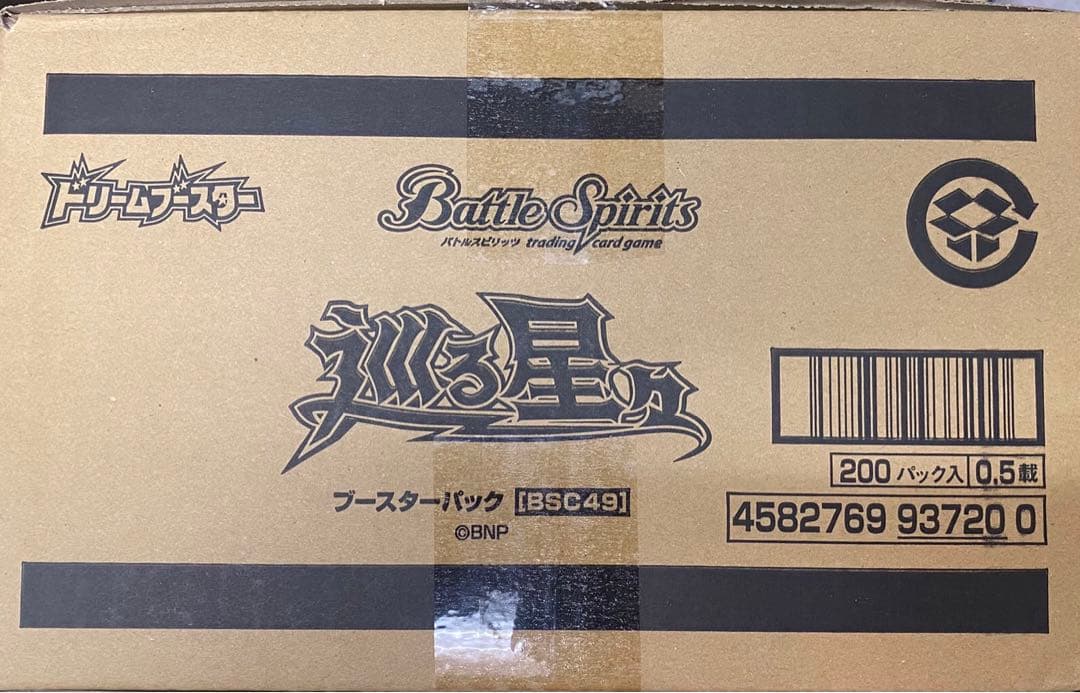 ドリームブースター
Battle Spirits
バトルスピリッツ trading card game
巡る星々
200 パック入 0.5載
ブースターパック [BSC49]
4582769 93720 0
©BNP